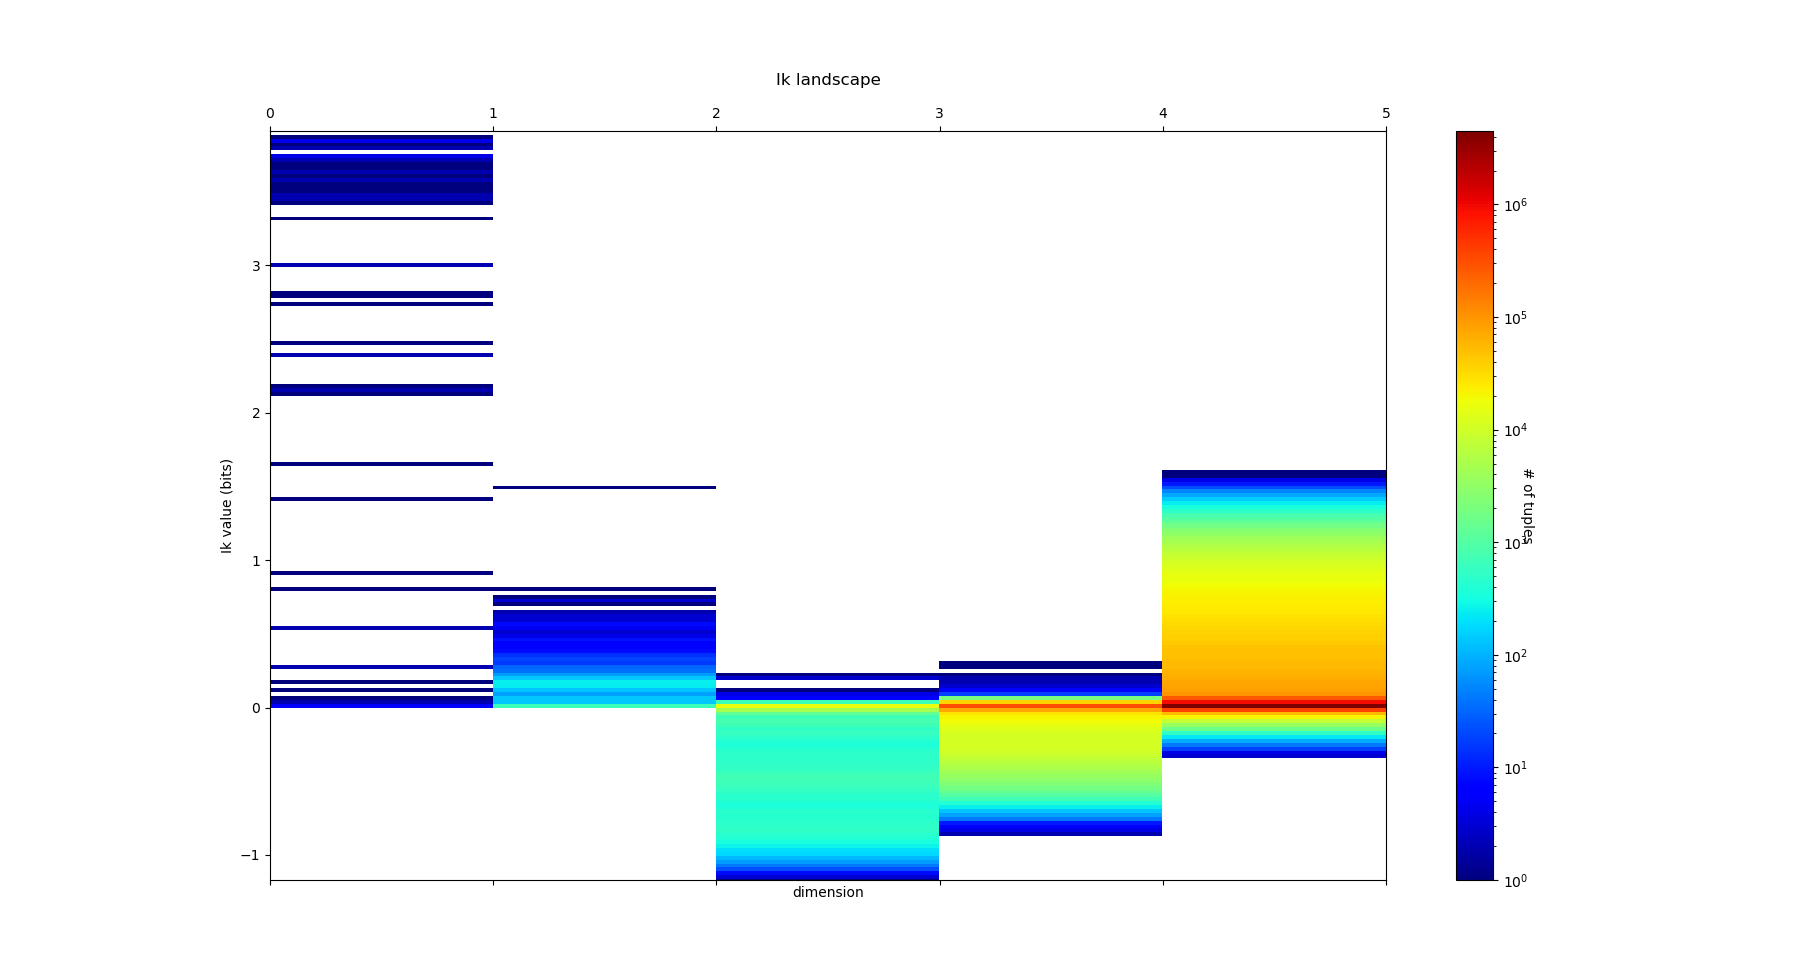 Ik landscape
0 1 2 3 4 5
3
2
1
0
−1
Ik value (bits)
dimension
10^6
10^5
10^4
10^3
10^2
10^1
10^0
# of tuples